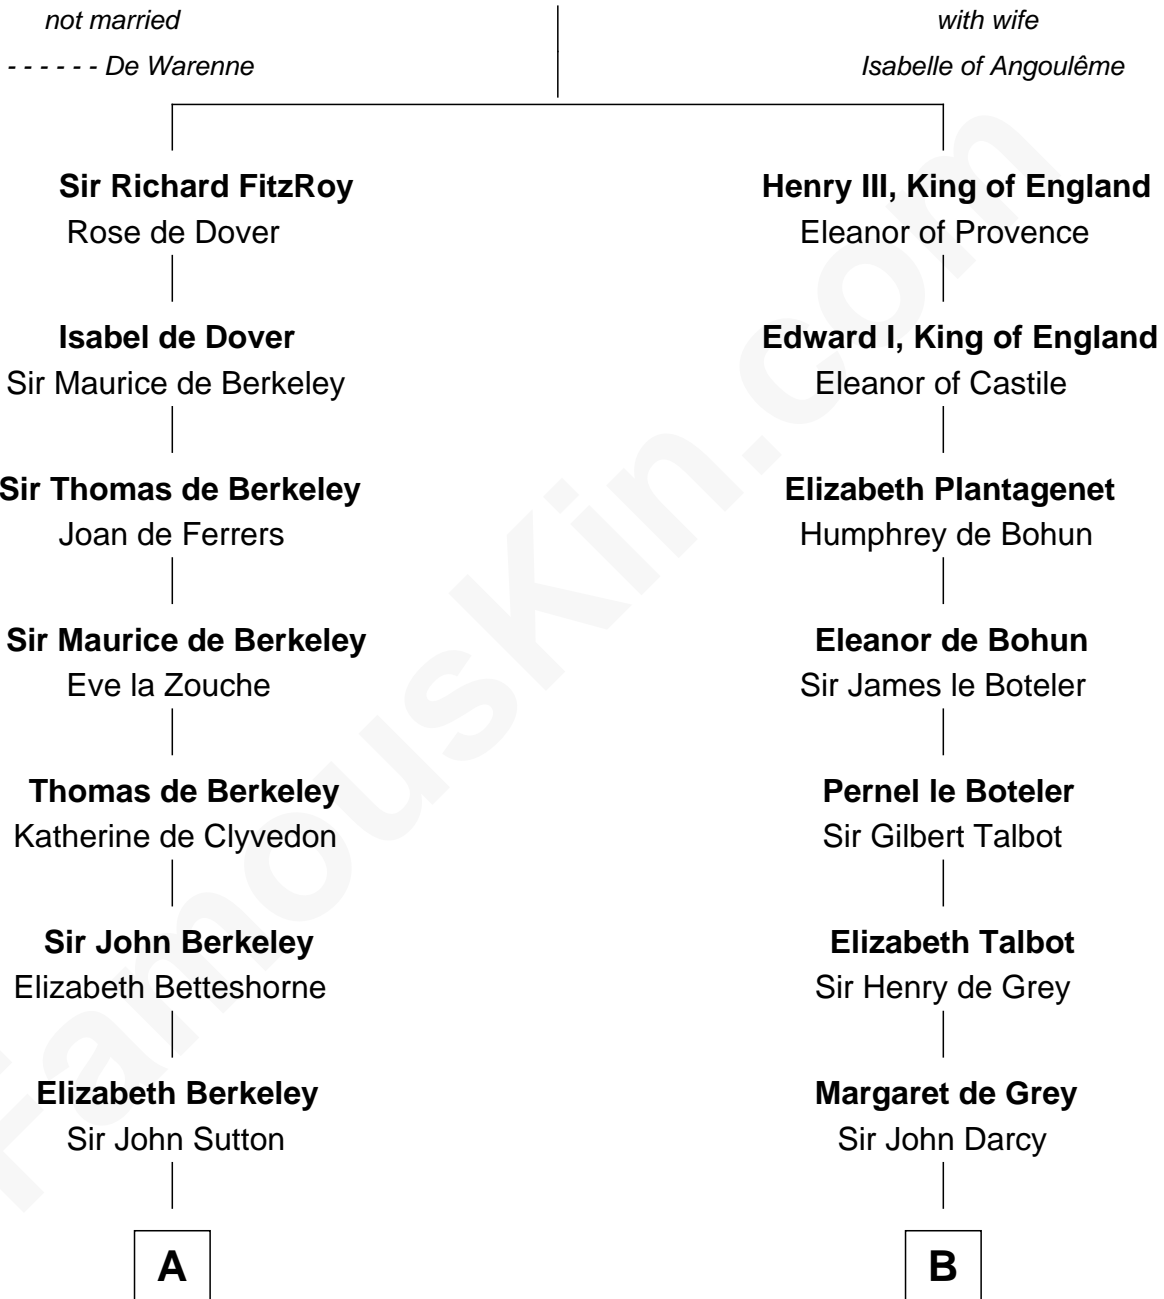 not married
with wife
- - - - - - De Warenne
Isabelle of Angoulême
Sir Richard FitzRoy
Henry III, King of England
Rose de Dover
Eleanor of Provence
Isabel de Dover
Edward I, King of England
Sir Maurice de Berkeley
Eleanor of Castile
Sir Thomas de Berkeley
Elizabeth Plantagenet
Joan de Ferrers
Humphrey de Bohun
Sir Maurice de Berkeley
Eleanor de Bohun
Eve la Zouche
Sir James le Boteler
Thomas de Berkeley
Pernel le Boteler
Katherine de Clyvedon
Sir Gilbert Talbot
Sir John Berkeley
Elizabeth Talbot
Elizabeth Betteshorne
Sir Henry de Grey
Elizabeth Berkeley
Margaret de Grey
Sir John Sutton
Sir John Darcy
A
B
FamousKin.com